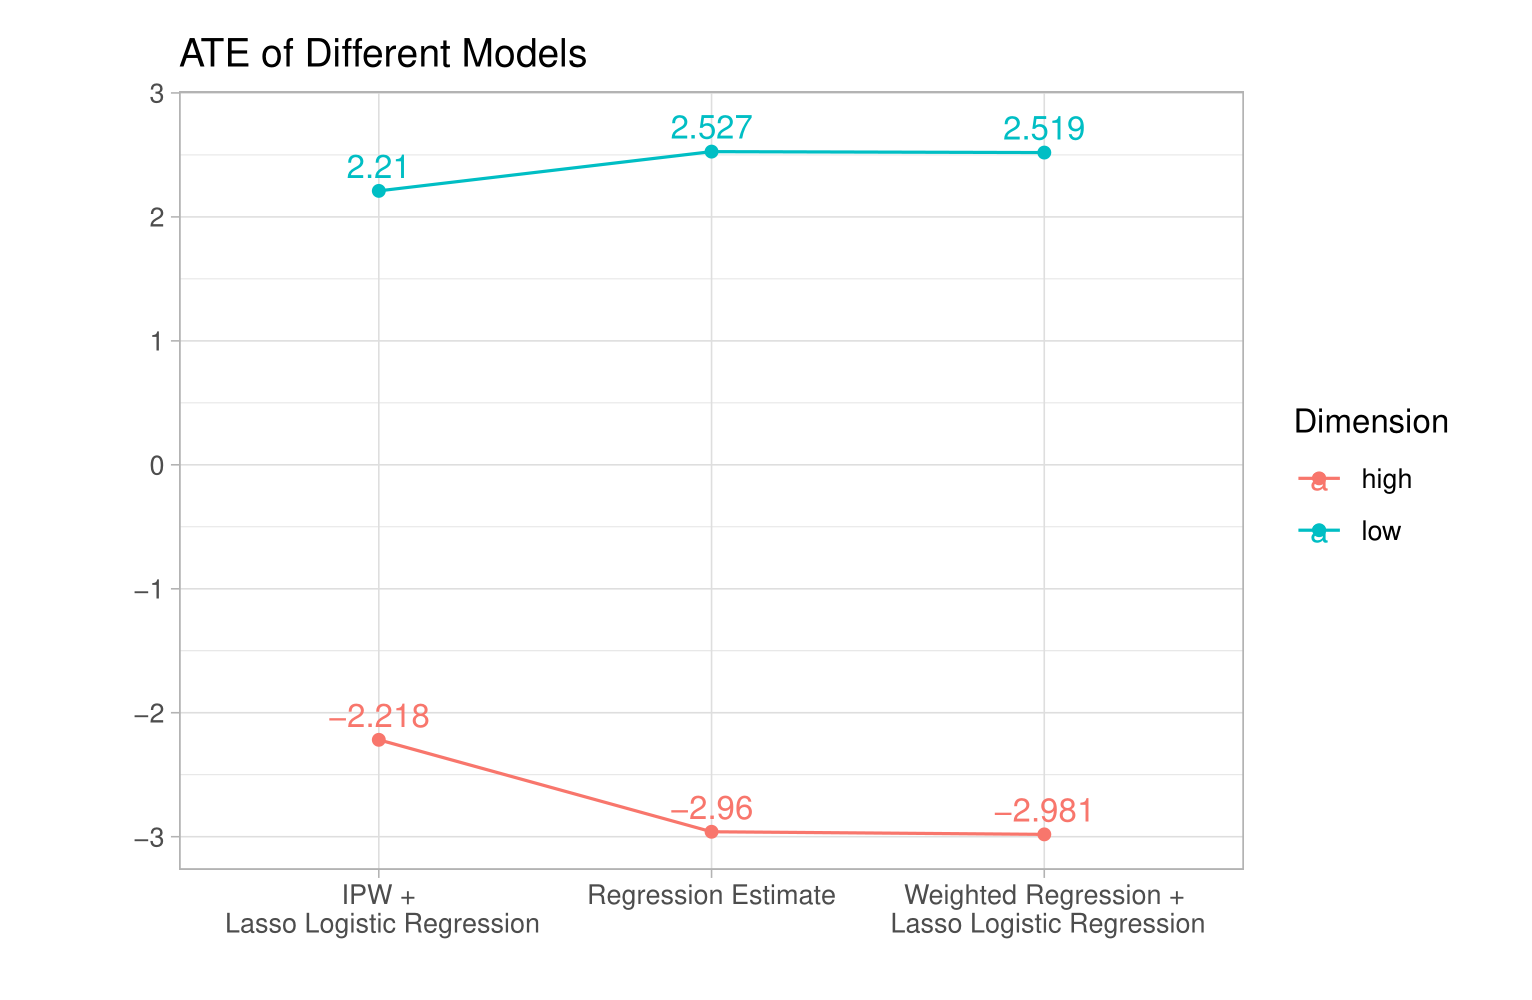 ATE of Different Models
3
2
1
0
−1
−2
−3
2.21
2.527
2.519
−2.218
−2.96
−2.981
IPW +
Lasso Logistic Regression
Regression Estimate
Weighted Regression +
Lasso Logistic Regression
Dimension
a high
a low